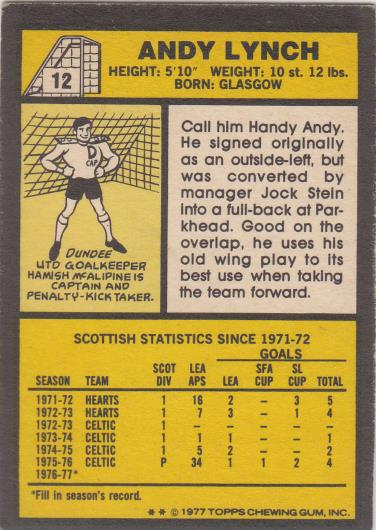 12
ANDY LYNCH
HEIGHT: 5'10" WEIGHT: 10 st. 12 lbs.
BORN: GLASGOW
D
CAP.
DUNDEE
UTD GOALKEEPER
HAMISH McALIPINE IS
CAPTAIN AND
PENALTY-KICK TAKER.
Call him Handy Andy.
He signed originally
as an outside-left, but
was converted by
manager Jock Stein
into a full-back at Par-
khead. Good on the
overlap, he uses his
old wing play to its
best use when taking
the team forward.
SCOTTISH STATISTICS SINCE 1971-72
GOALS
SCOT LEA SFA SL
SEASON TEAM DIV APS LEA CUP CUP TOTAL
1971-72 HEARTS 1 16 2 – 3 5
1972-73 HEARTS 1 7 3 – 1 4
1972-73 CELTIC 1 – – – – –
1973-74 CELTIC 1 1 1 – – 1
1974-75 CELTIC 1 5 2 – – 2
1975-76 CELTIC P 34 1 1 2 4
1976-77*
*Fill in season's record.
** © 1977 TOPPS CHEWING GUM, INC.